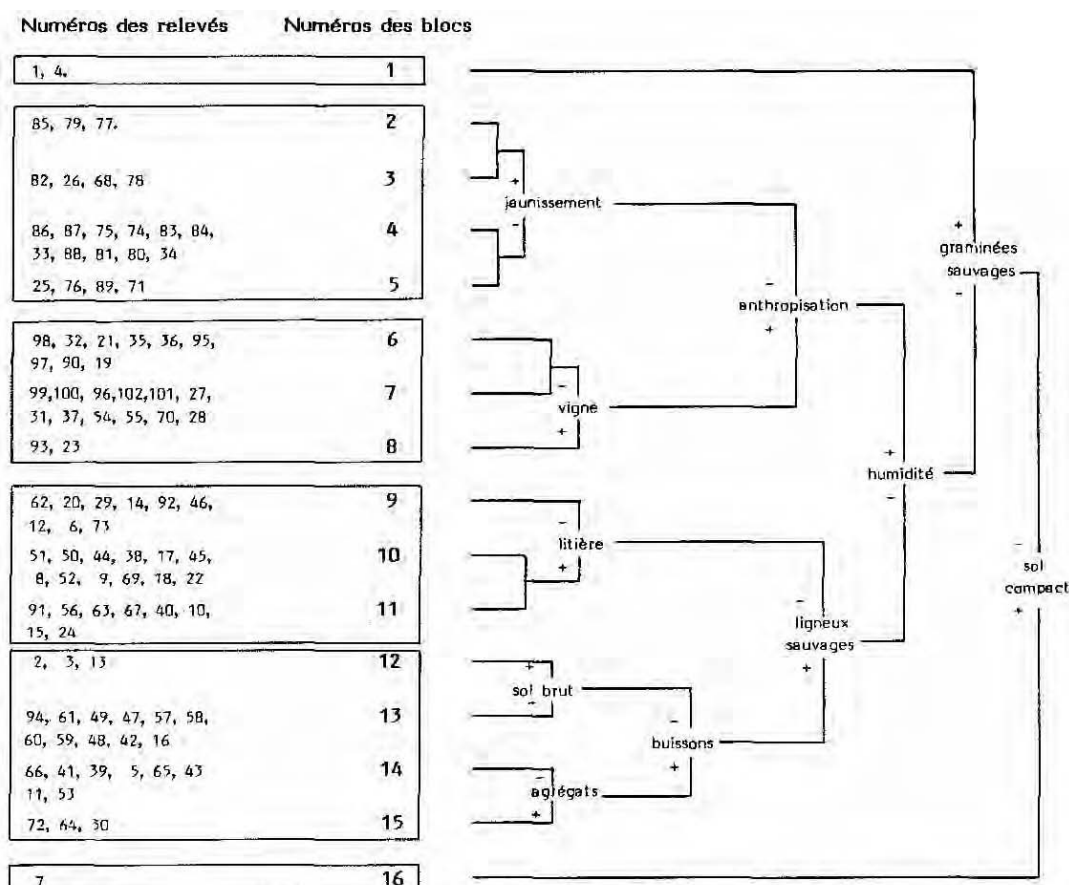 Numéros des relevés Numéros des blocs
1, 4. 1
85, 79, 77. 2
82, 26, 68, 78 3
+
jaunissement
-
86, 87, 75, 74, 83, 84, 4
33, 88, 81, 80, 34
25, 76, 89, 71 5
+
graminées
sauvages
-
-
anthropisation
+
98, 32, 21, 35, 36, 95, 6
97, 90, 19
99,100, 96,102,101, 27, 7
31, 37, 54, 55, 70, 28
93, 23 8
-
vigne
+
+
humidité
-
62, 20, 29, 14, 92, 46, 9
12, 6, 73
51, 50, 44, 38, 17, 45, 10
8, 52, 9, 69, 18, 22
91, 56, 63, 67, 40, 10, 11
15, 24
-
litière
+
-
sol
compact
+
-
ligneux
sauvages
+
2, 3, 13 12
+
sol brut
-
94, 61, 49, 47, 57, 58, 13
60, 59, 48, 42, 16
-
buissons
+
66, 41, 39, 5, 65, 43 14
11, 53
-
agrégats
+
72, 64, 30 15
7 16